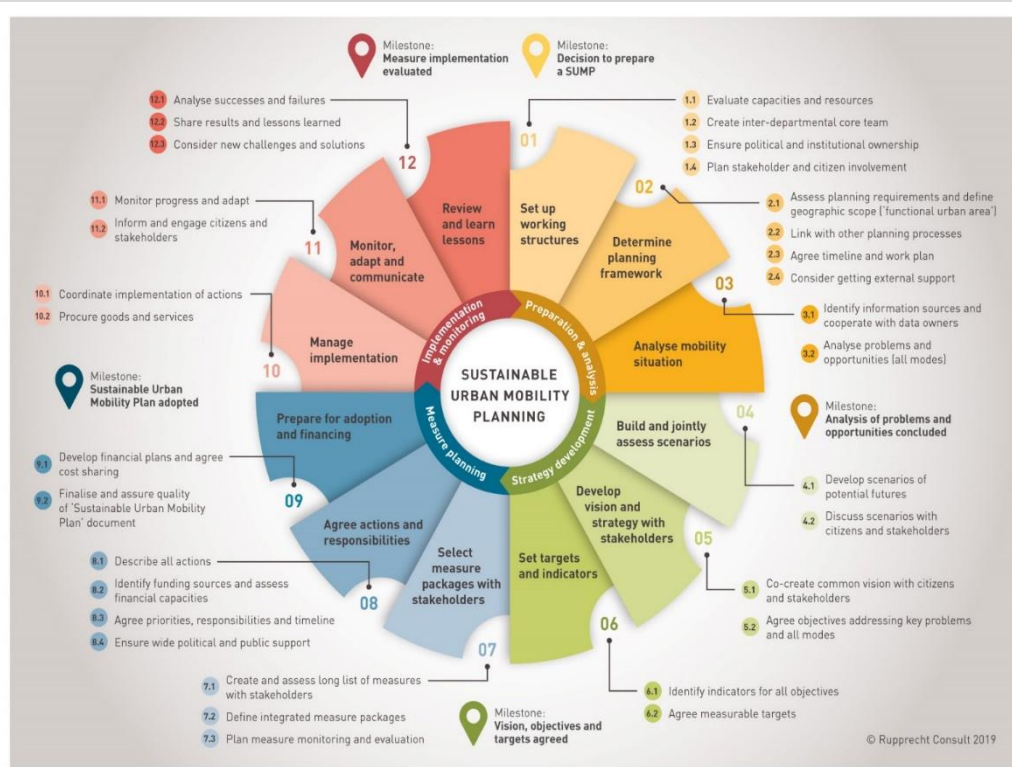 Milestone:
Measure implementation
evaluated
Milestone:
Decision to prepare
a SUMP
12.1 Analyse successes and failures
12.2 Share results and lessons learned
12.3 Consider new challenges and solutions
1.1 Evaluate capacities and resources
1.2 Create inter-departmental core team
1.3 Ensure political and institutional ownership
1.4 Plan stakeholder and citizen involvement
11.1 Monitor progress and adapt
11.2 Inform and engage citizens and
stakeholders
2.1 Assess planning requirements and define
geographic scope ('functional urban area')
2.2 Link with other planning processes
2.3 Agree timeline and work plan
2.4 Consider getting external support
10.1 Coordinate implementation of actions
10.2 Procure goods and services
3.1 Identify information sources and
cooperate with data owners
3.2 Analyse problems and
opportunities (all modes)
Milestone:
Sustainable Urban
Mobility Plan adopted
Milestone:
Analysis of problems and
opportunities concluded
01
Set up
working
structures
02
Determine
planning
framework
03
Analyse mobility
situation
04
Build and jointly
assess scenarios
05
Develop
vision and
strategy with
stakeholders
06
Set targets
and indicators
07
Select
measure
packages with
stakeholders
08
Agree actions and
responsibilities
09
Prepare for adoption
and financing
10
Manage
implementation
11
Monitor,
adapt and
communicate
12
Review
and learn
lessons
Preparation & analysis
Strategy development
Measure planning
Implementation
& monitoring
SUSTAINABLE
URBAN MOBILITY
PLANNING
9.1 Develop financial plans and agree
cost sharing
9.2 Finalise and assure quality
of 'Sustainable Urban Mobility
Plan' document
4.1 Develop scenarios of
potential futures
4.2 Discuss scenarios with
citizens and stakeholders
8.1 Describe all actions
8.2 Identify funding sources and assess
financial capacities
8.3 Agree priorities, responsibilities and timeline
8.4 Ensure wide political and public support
5.1 Co-create common vision with citizens
and stakeholders
5.2 Agree objectives addressing key problems
and all modes
7.1 Create and assess long list of measures
with stakeholders
7.2 Define integrated measure packages
7.3 Plan measure monitoring and evaluation
Milestone:
Vision, objectives and
targets agreed
6.1 Identify indicators for all objectives
6.2 Agree measurable targets
© Rupprecht Consult 2019